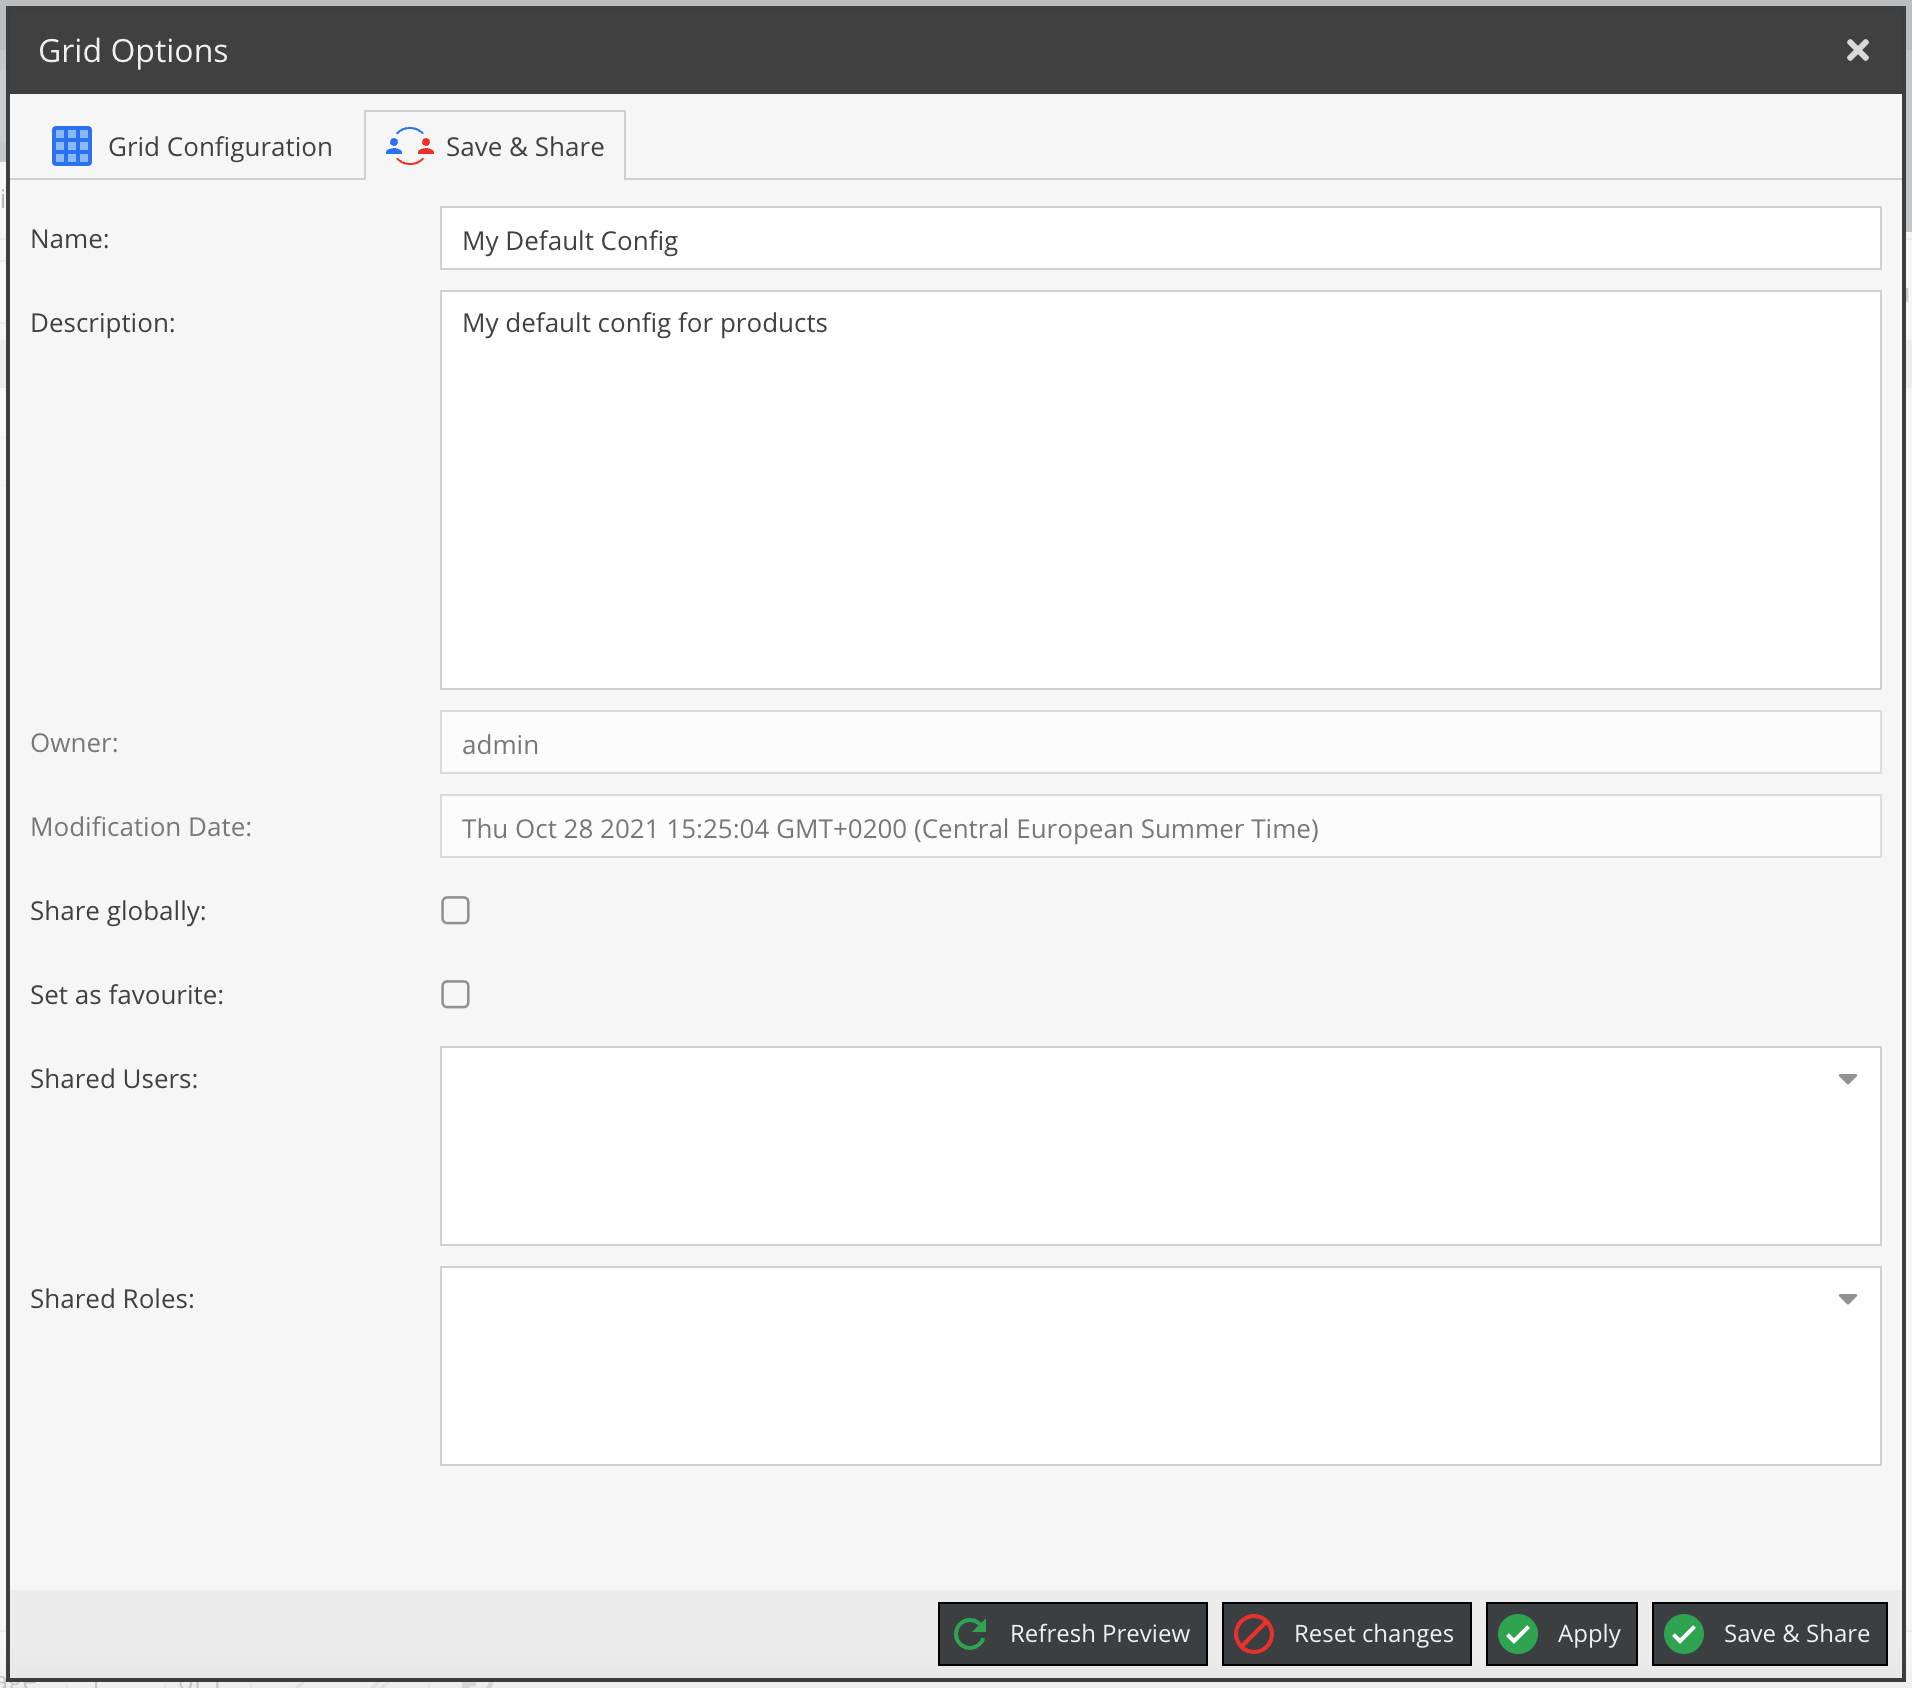 Grid Options
Grid Configuration
Save & Share
Name:
My Default Config
Description:
My default config for products
Owner:
admin
Modification Date:
Thu Oct 28 2021 15:25:04 GMT+0200 (Central European Summer Time)
Share globally:
Set as favourite:
Shared Users:
Shared Roles:
Refresh Preview
Reset changes
Apply
Save & Share